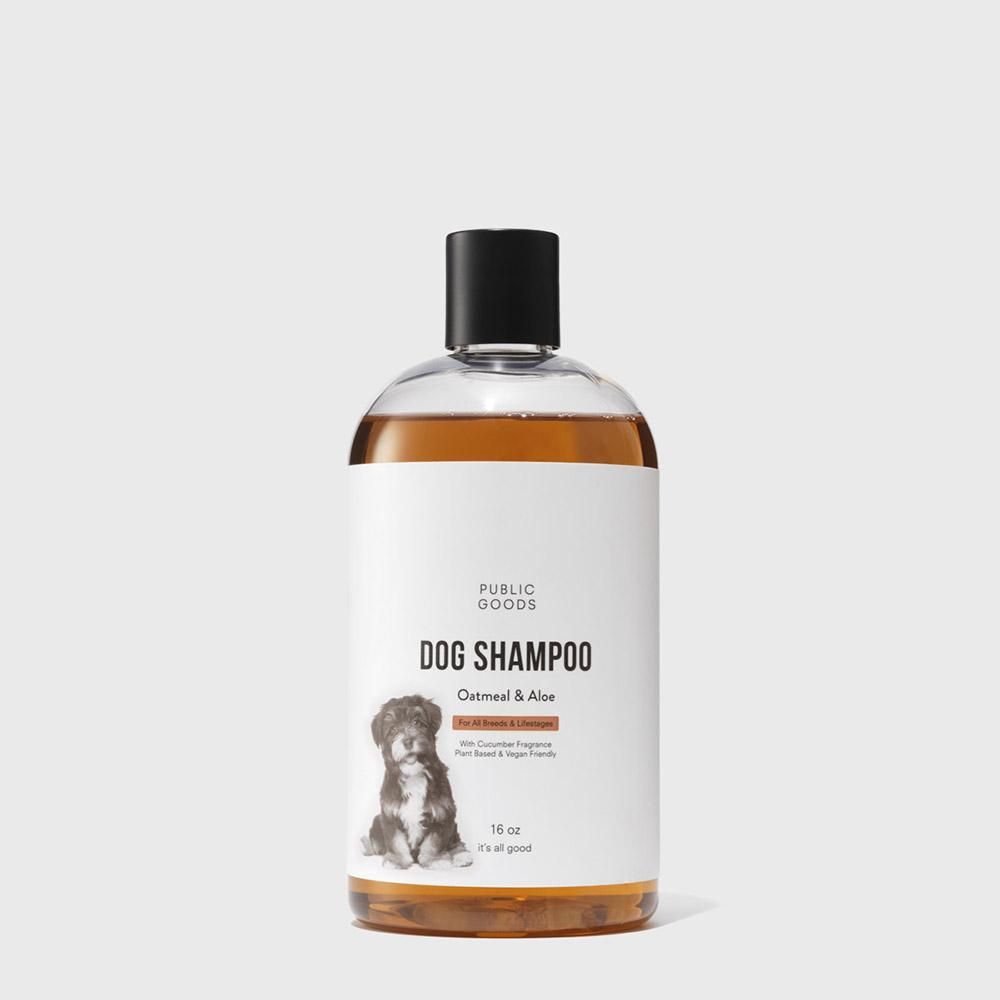 PUBLIC
GOODS
DOG SHAMPOO
Oatmeal & Aloe
For All Breeds & Lifestages
With Cucumber Fragrance
Plant Based & Vegan Friendly
16 oz
it's all good